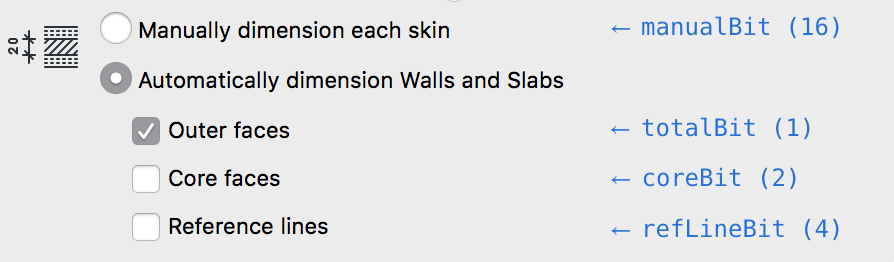 Manually dimension each skin ← manualBit (16)
20
Automatically dimension Walls and Slabs
Outer faces ← totalBit (1)
Core faces ← coreBit (2)
Reference lines ← refLineBit (4)